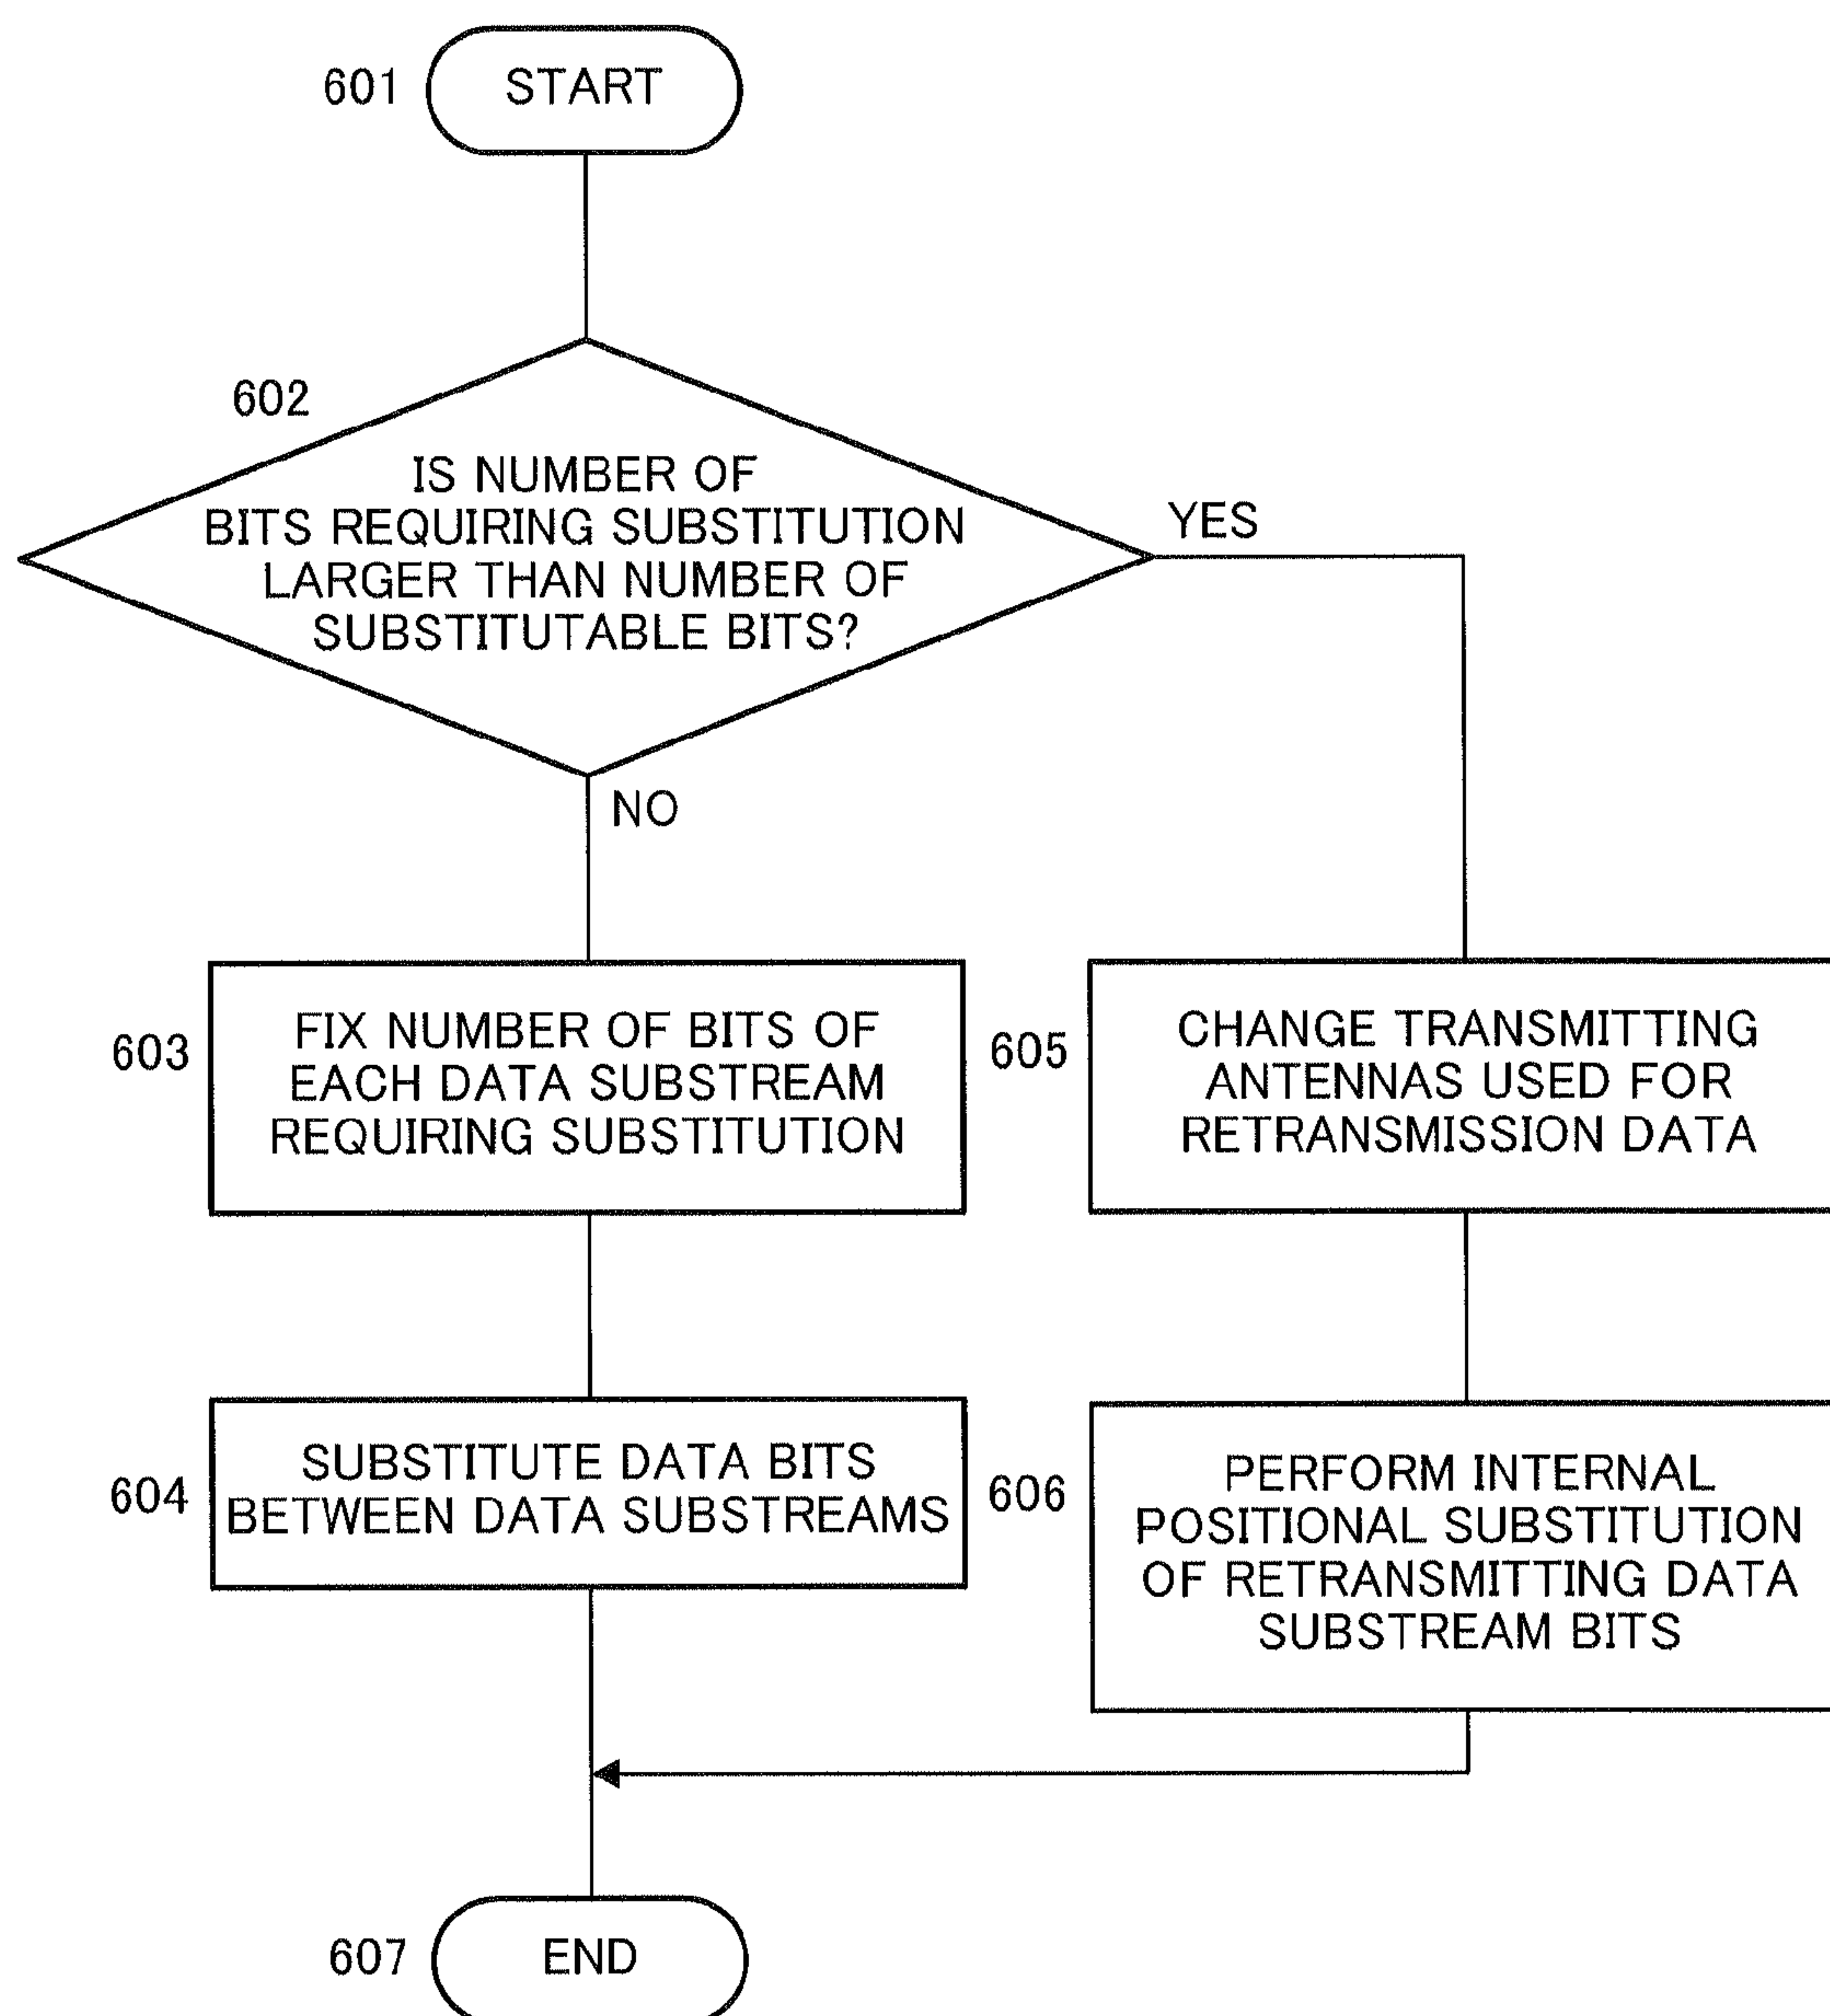 601
START
602
IS NUMBER OF
BITS REQUIRING SUBSTITUTION
LARGER THAN NUMBER OF
SUBSTITUTABLE BITS?
YES
NO
603
FIX NUMBER OF BITS OF
EACH DATA SUBSTREAM
REQUIRING SUBSTITUTION
605
CHANGE TRANSMITTING
ANTENNAS USED FOR
RETRANSMISSION DATA
604
SUBSTITUTE DATA BITS
BETWEEN DATA SUBSTREAMS
606
PERFORM INTERNAL
POSITIONAL SUBSTITUTION
OF RETRANSMITTING DATA
SUBSTREAM BITS
607
END